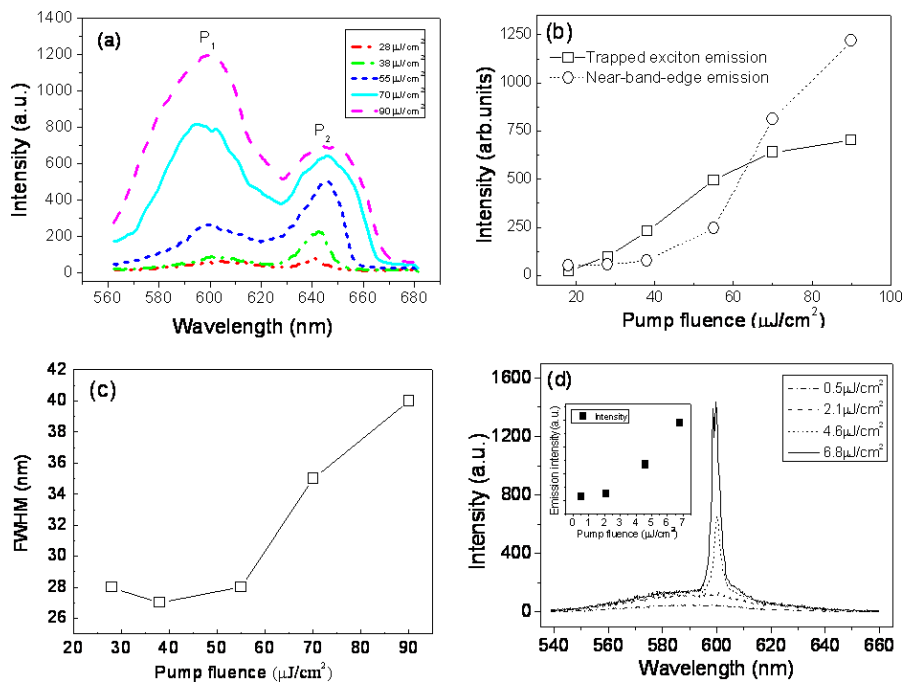 (a)
P1
P2
28 μJ/cm²
38 μJ/cm²
55 μJ/cm²
70 μJ/cm²
90 μJ/cm²
1400
1200
1000
800
600
400
200
0
Intensity (a.u.)
560 580 600 620 640 660 680
Wavelength (nm)
(b)
Trapped exciton emission
Near-band-edge emission
1250
1000
750
500
250
0
Intensity (arb.units)
20 40 60 80 100
Pump fluence (μJ/cm²)
(c)
42
40
38
36
34
32
30
28
26
FWHM (nm)
20 30 40 50 60 70 80 90
Pump fluence (μJ/cm²)
(d)
0.5μJ/cm²
2.1μJ/cm²
4.6μJ/cm²
6.8μJ/cm²
Intensity
Emission intensity(a.u.)
0 1 2 3 4 5 6 7
Pump fluence (μJ/cm²)
1600
1200
800
400
0
Intensity (a.u.)
540 560 580 600 620 640 660
Wavelength (nm)